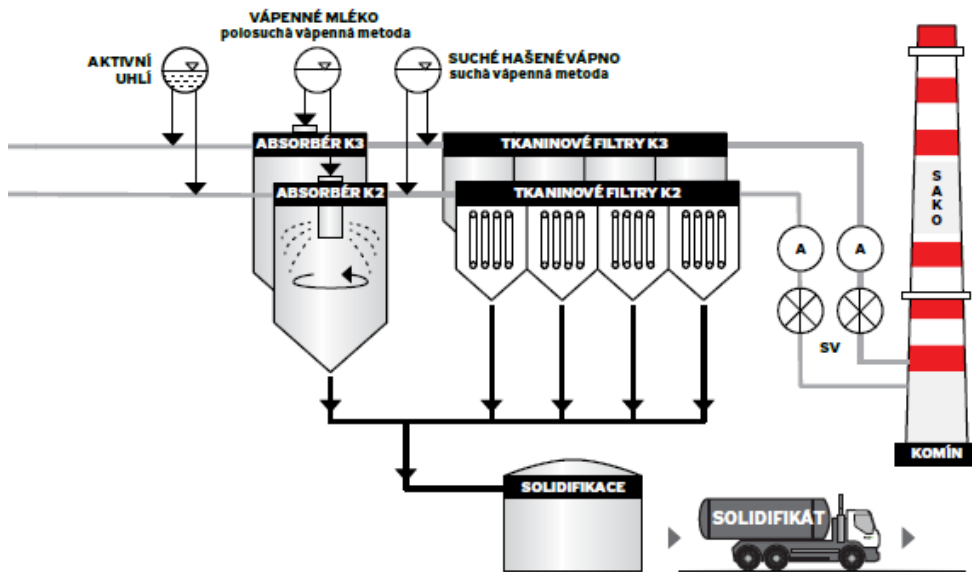 VÁPENNÉ MLÉKO
polosuchá vápenná metoda
AKTIVNÍ
UHLÍ
SUCHÉ HAŠENÉ VÁPNO
suchá vápenná metoda
ABSORBÉR K3
TKANINOVÉ FILTRY K3
ABSORBÉR K2
TKANINOVÉ FILTRY K2
SAKO
A
A
SV
KOMÍN
SOLIDIFIKACE
SOLIDIFIKÁT